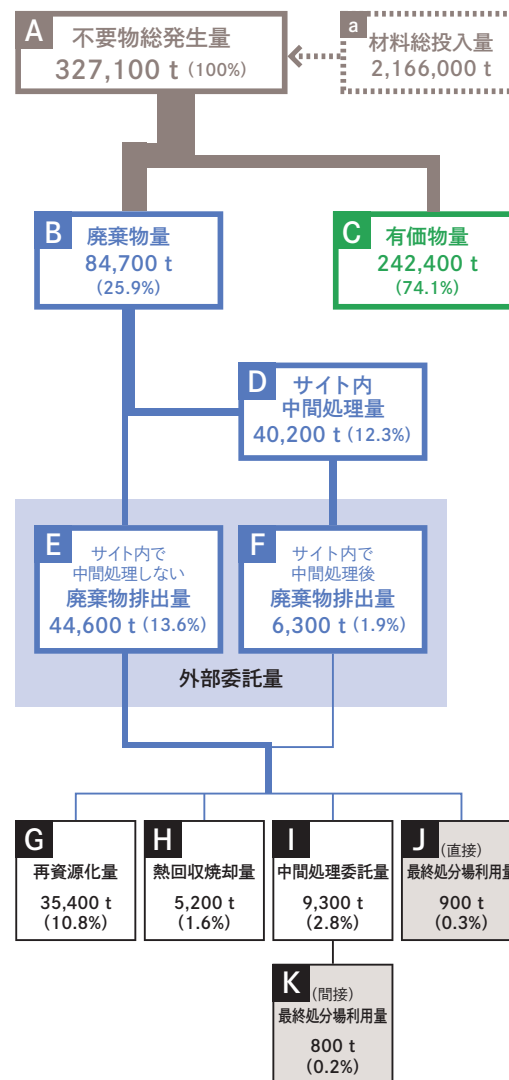 A
不要物総発生量
327,100 t (100%)
a
材料総投入量
2,166,000 t
B
廃棄物量
84,700 t
(25.9%)
C
有価物量
242,400 t
(74.1%)
D
サイト内
中間処理量
40,200 t (12.3%)
E
サイト内で
中間処理しない
廃棄物排出量
44,600 t (13.6%)
F
サイト内で
中間処理後
廃棄物排出量
6,300 t (1.9%)
外部委託量
G
再資源化量
35,400 t
(10.8%)
H
熱回収焼却量
5,200 t
(1.6%)
I
中間処理委託量
9,300 t
(2.8%)
J
(直接)
最終処分場利用量
900 t
(0.3%)
K
(間接)
最終処分場利用量
800 t
(0.2%)